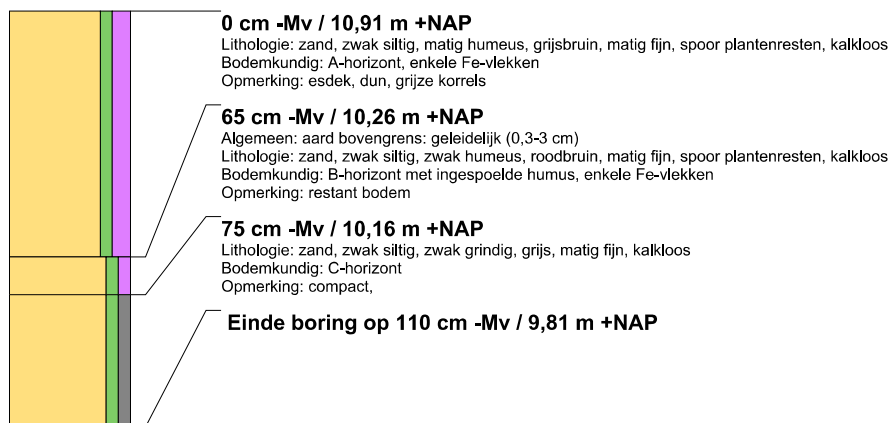 0 cm -Mv / 10,91 m +NAP
Lithologie: zand, zwak siltig, matig humeus, grijsbruin, matig fijn, spoor plantenresten, kalkloos
Bodemkundig: A-horizont, enkele Fe-vlekken
Opmerking: esdek, dun, grijze korrels
65 cm -Mv / 10,26 m +NAP
Algemeen: aard bovengrens: geleidelijk (0,3-3 cm)
Lithologie: zand, zwak siltig, zwak humeus, roodbruin, matig fijn, spoor plantenresten, kalkloos
Bodemkundig: B-horizont met ingespoelde humus, enkele Fe-vlekken
Opmerking: restant bodem
75 cm -Mv / 10,16 m +NAP
Lithologie: zand, zwak siltig, zwak grindig, grijs, matig fijn, kalkloos
Bodemkundig: C-horizont
Opmerking: compact,
Einde boring op 110 cm -Mv / 9,81 m +NAP